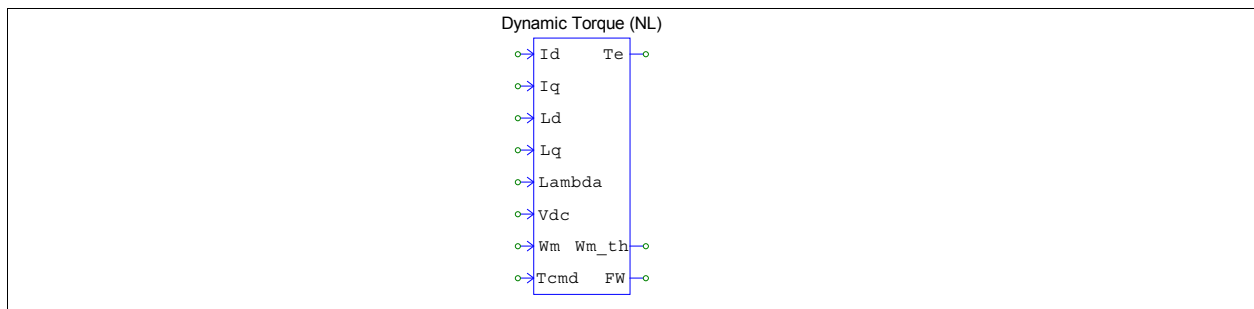 Dynamic Torque (NL)
Id Te
Iq
Ld
Lq
Lambda
Vdc
Wm Wm_th
Tcmd FW